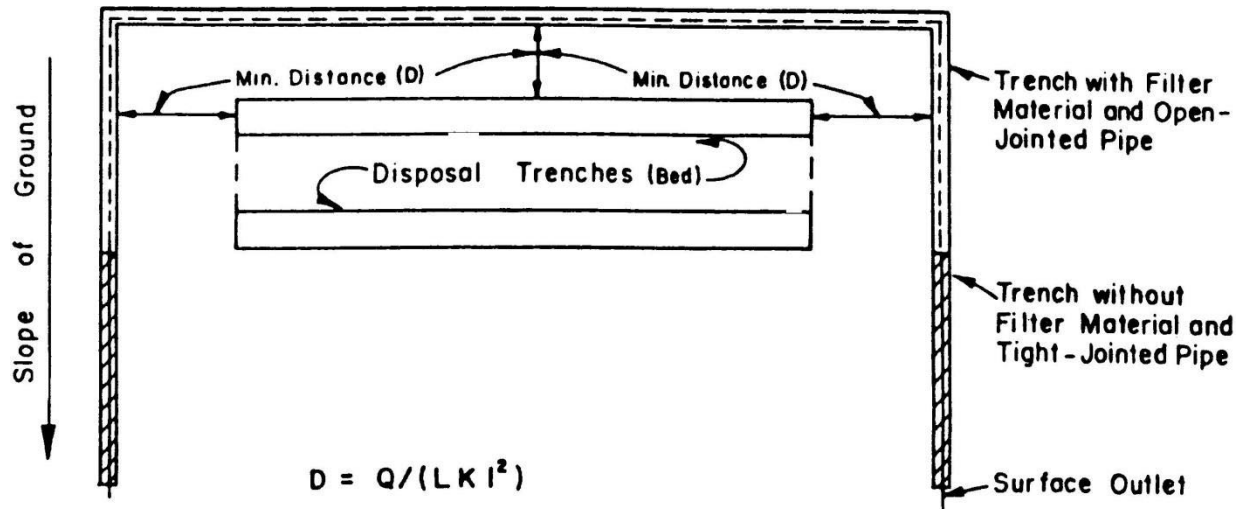 Min. Distance (D)
Min. Distance (D)
Trench with Filter
Material and Open-
Jointed Pipe
Disposal Trenches (Bed)
Slope of Ground
Trench without
Filter Material and
Tight-Jointed Pipe
D = Q/(LKI²)
Surface Outlet